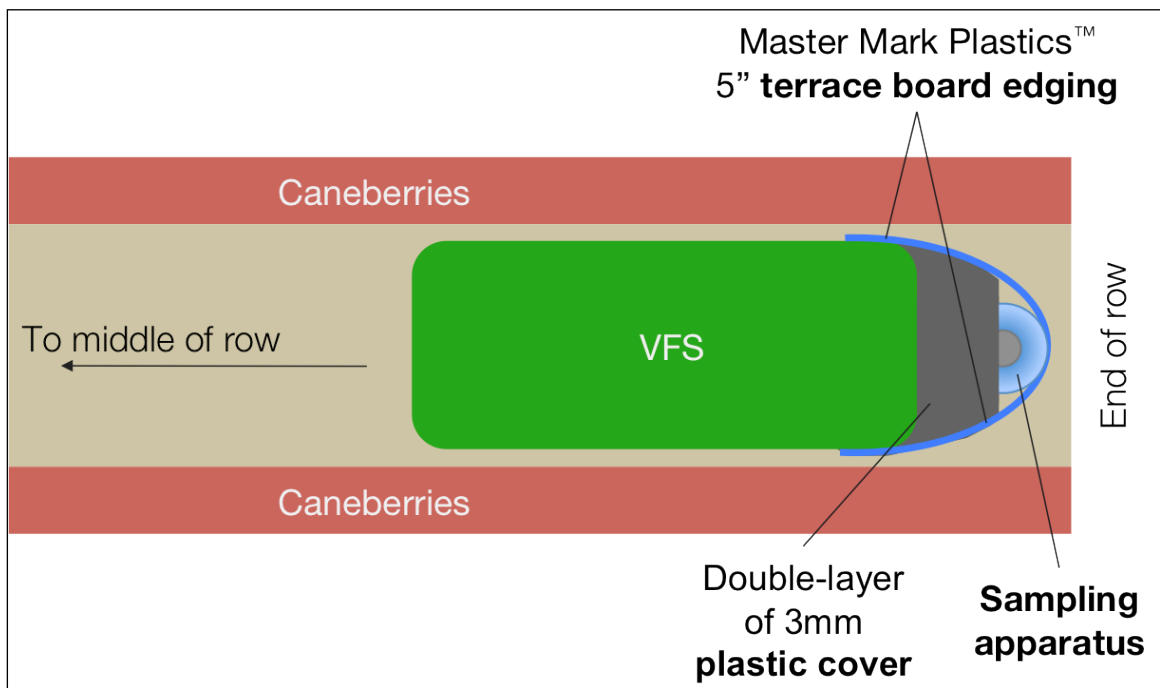 Master Mark Plastics™
5” terrace board edging
Caneberries
To middle of row
VFS
End of row
Caneberries
Double-layer
of 3mm
plastic cover
Sampling
apparatus